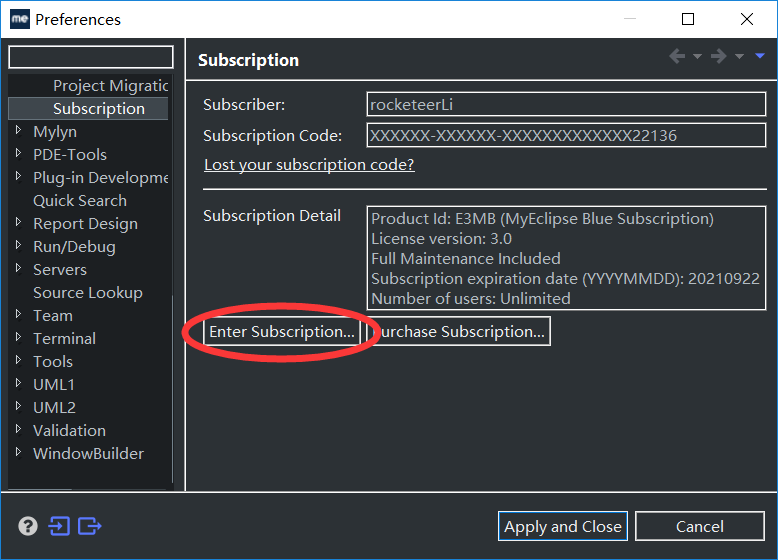 me Preferences
Subscription
Project Migratic
Subscription
Mylyn
PDE-Tools
Plug-in Developme
Quick Search
Report Design
Run/Debug
Servers
Source Lookup
Team
Terminal
Tools
UML1
UML2
Validation
WindowBuilder
Subscriber: rocketeerLi
Subscription Code: XXXXXX-XXXXXX-XXXXXXXXXXXXX22136
Lost your subscription code?
Subscription Detail
Product Id: E3MB (MyEclipse Blue Subscription)
License version: 3.0
Full Maintenance Included
Subscription expiration date (YYYYMMDD): 20210922
Number of users: Unlimited
Enter Subscription... urchase Subscription...
? Apply and Close Cancel